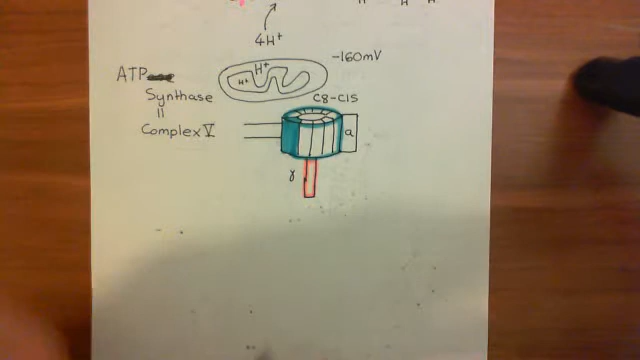 4H⁺
-160mV
H⁺
H⁺
ATP
Synthase
=
Complex V
C8-C15
a
γ